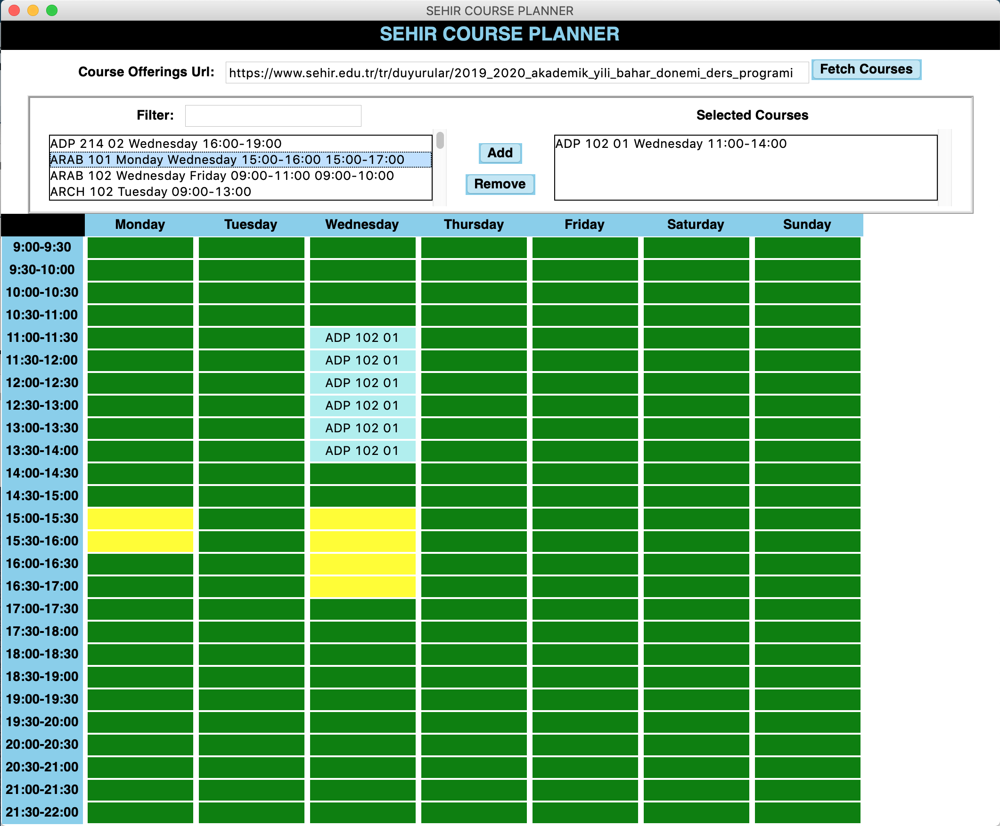 SEHIR COURSE PLANNER
SEHIR COURSE PLANNER
Course Offerings Url: https://www.sehir.edu.tr/tr/duyurular/2019_2020_akademik_yili_bahar_donemi_ders_programi Fetch Courses
Filter:
Selected Courses
ADP 214 02 Wednesday 16:00-19:00
ARAB 101 Monday Wednesday 15:00-16:00 15:00-17:00
ARAB 102 Wednesday Friday 09:00-11:00 09:00-10:00
ARCH 102 Tuesday 09:00-13:00
Add
Remove
ADP 102 01 Wednesday 11:00-14:00
Monday Tuesday Wednesday Thursday Friday Saturday Sunday
9:00-9:30
9:30-10:00
10:00-10:30
10:30-11:00
11:00-11:30 ADP 102 01
11:30-12:00 ADP 102 01
12:00-12:30 ADP 102 01
12:30-13:00 ADP 102 01
13:00-13:30 ADP 102 01
13:30-14:00 ADP 102 01
14:00-14:30
14:30-15:00
15:00-15:30
15:30-16:00
16:00-16:30
16:30-17:00
17:00-17:30
17:30-18:00
18:00-18:30
18:30-19:00
19:00-19:30
19:30-20:00
20:00-20:30
20:30-21:00
21:00-21:30
21:30-22:00